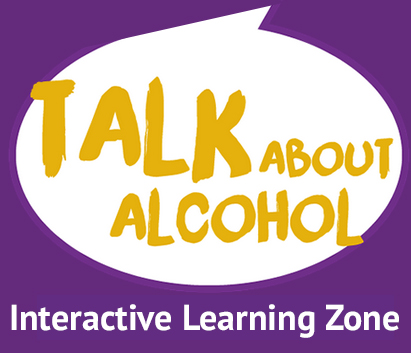 TALK ABOUT
ALCOHOL
Interactive Learning Zone